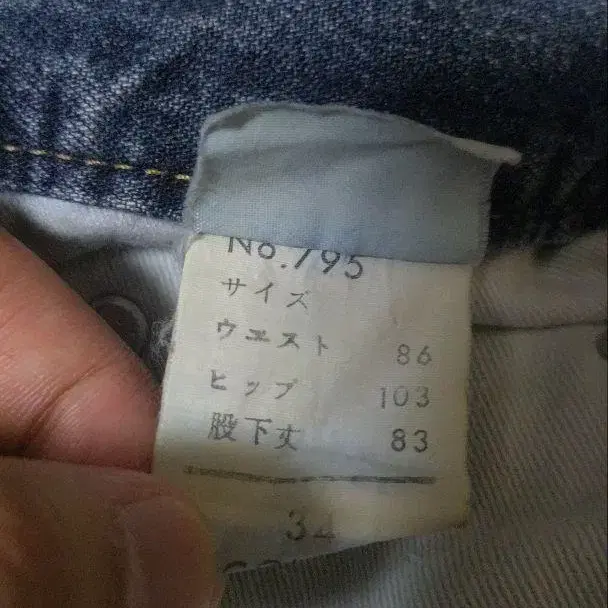 No.795
サイズ
ウエスト 86
ヒップ 103
股下丈 83
34